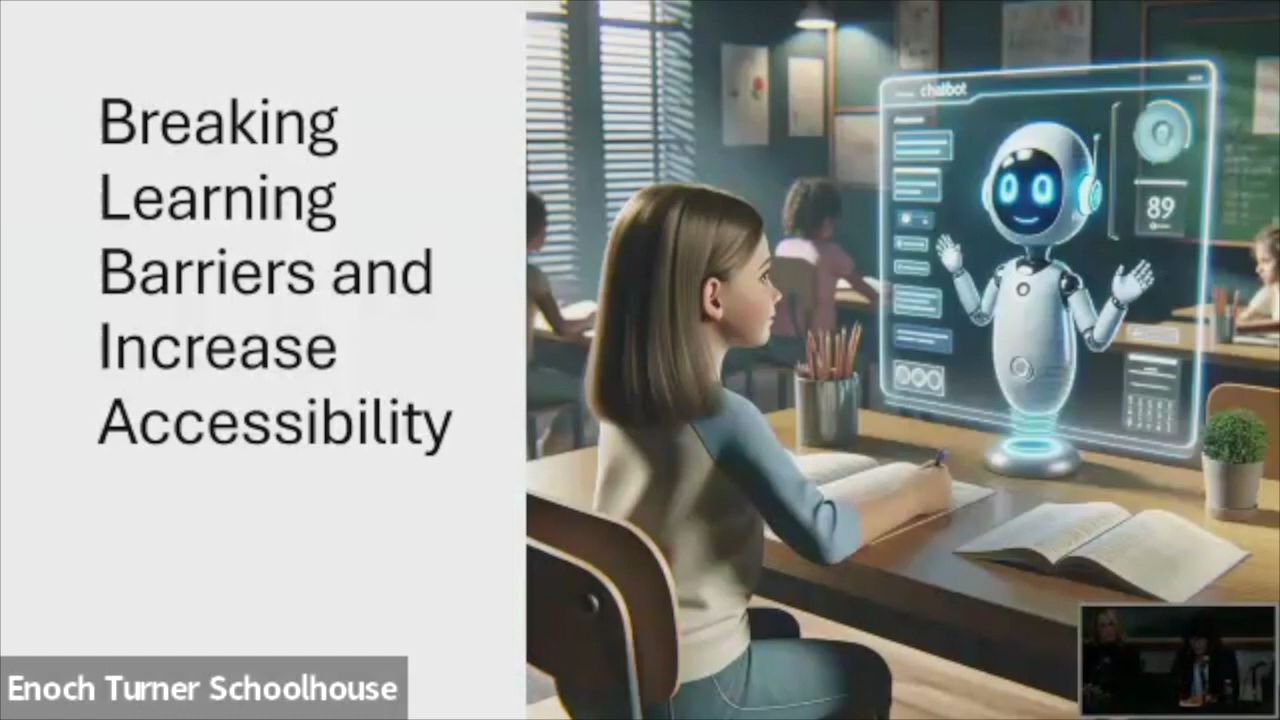 Breaking
Learning
Barriers and
Increase
Accessibility
chatbot
89
Enoch Turner Schoolhouse